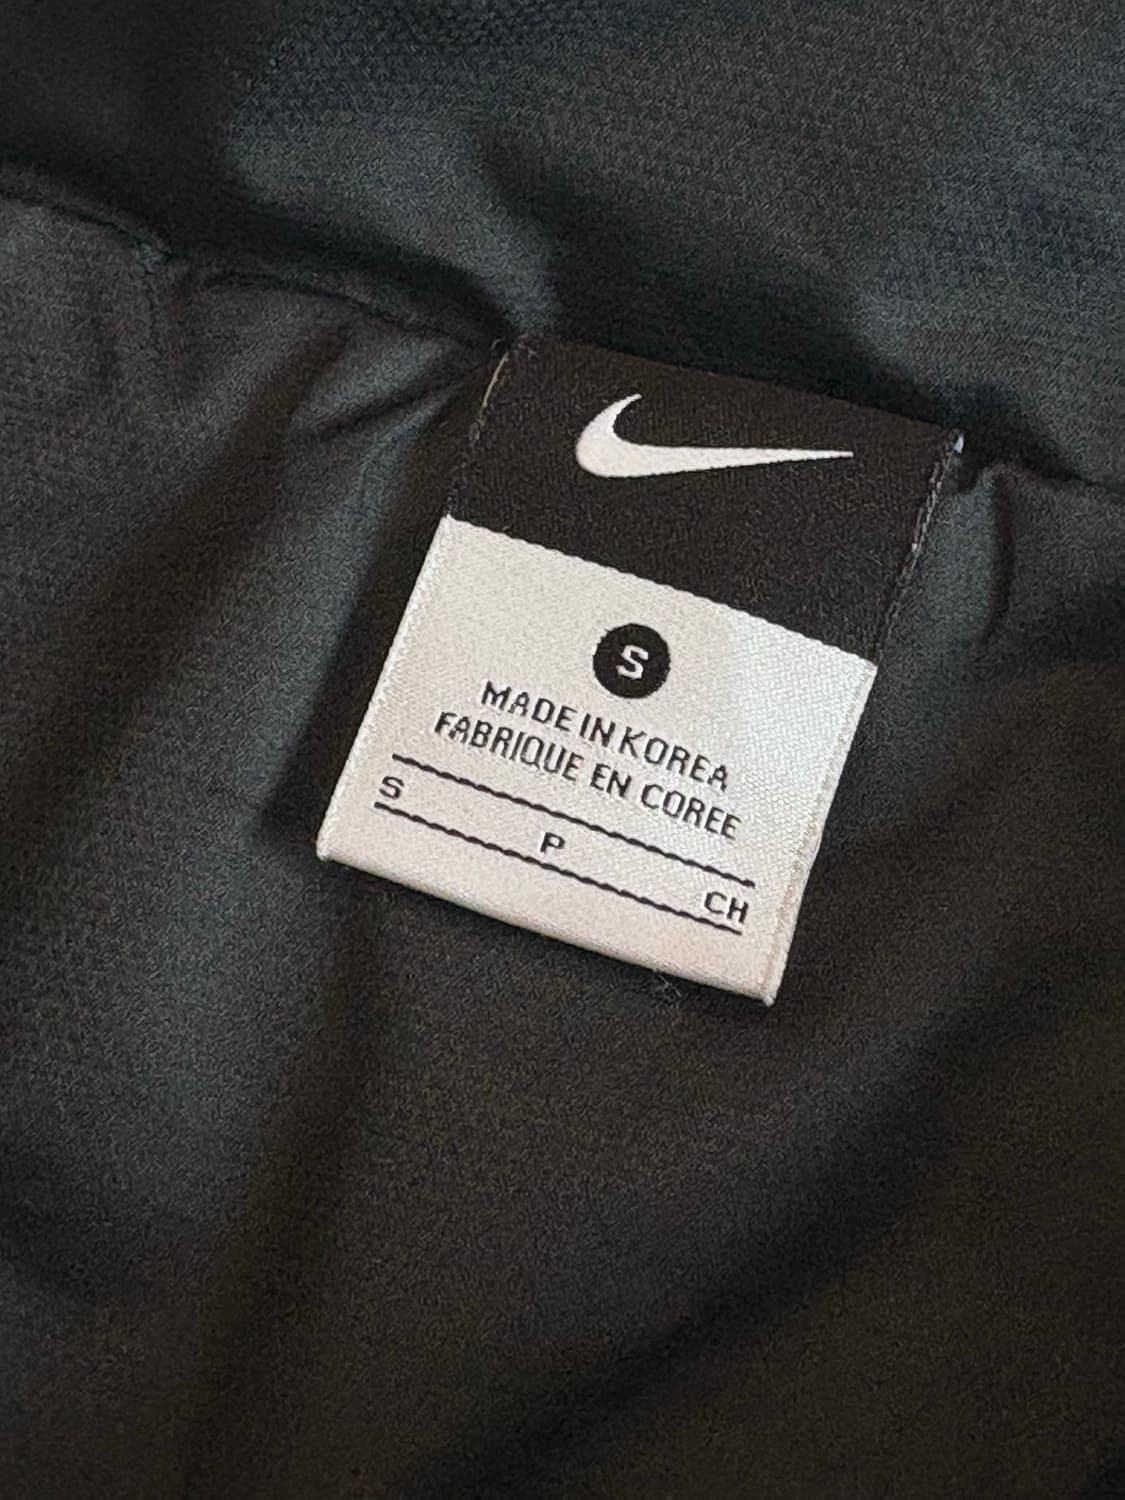 S
MADE IN KOREA
FABRIQUE EN COREE
S P CH